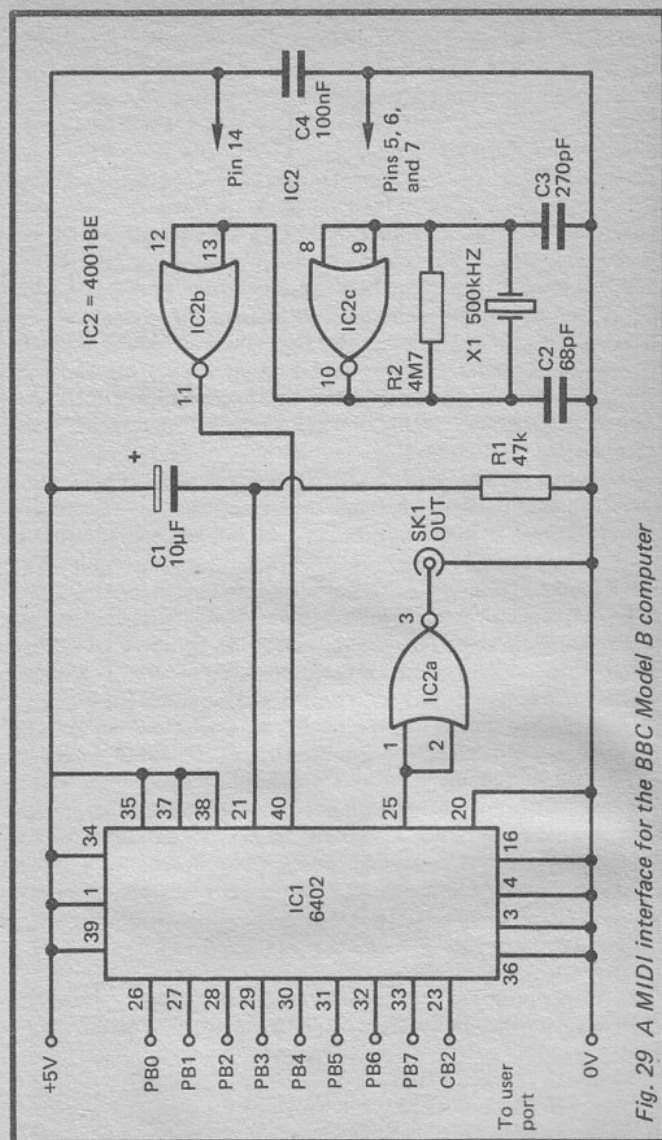 +5V
39
1
34
PB0
26
PB1
27
PB2
28
PB3
29
PB4
30
PB5
31
PB6
32
PB7
33
CB2
23
To user
port
IC1
6402
35
37
38
21
40
25
20
36
3
4
16
0V
C1
10µF
+
1
2
IC2a
3
SK1
OUT
R1
47k
IC2 = 4001BE
11
IC2b
12
13
10
IC2c
8
9
R2
4M7
X1 500kHZ
C2
68pF
C3
270pF
Pin 14
IC2
Pins 5, 6,
and 7
C4
100nF
Fig. 29 A MIDI interface for the BBC Model B computer